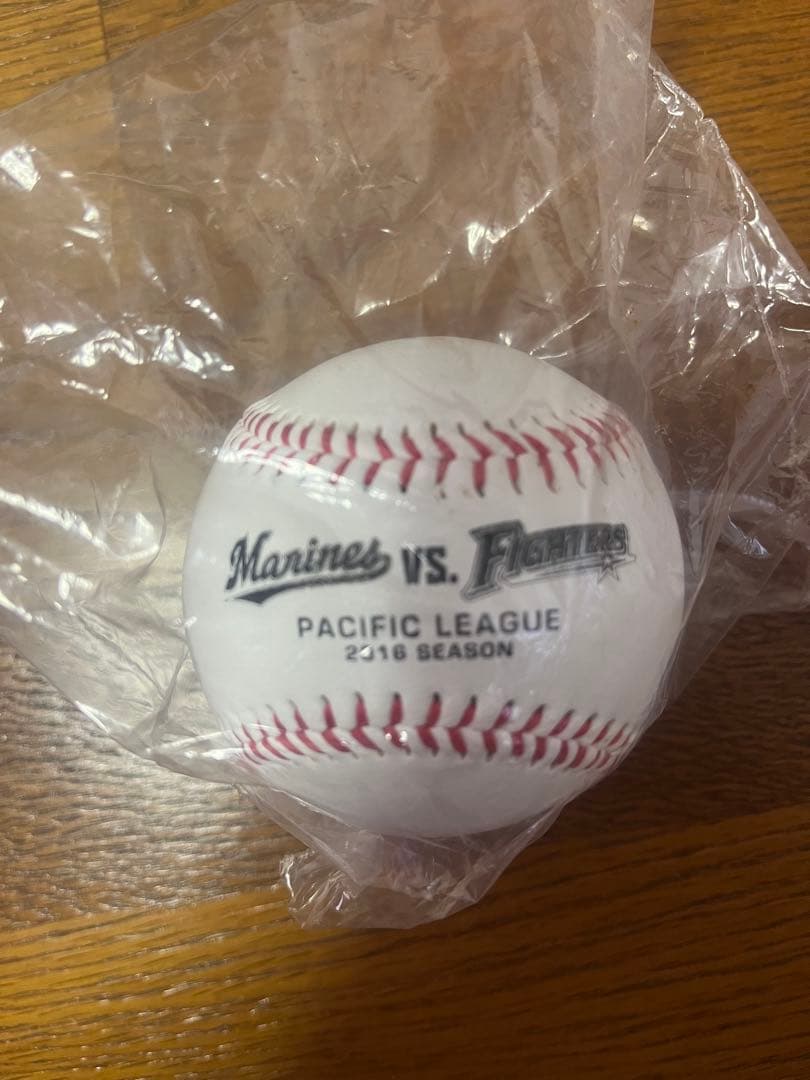 Marines VS. FIGHTERS
PACIFIC LEAGUE
2016 SEASON